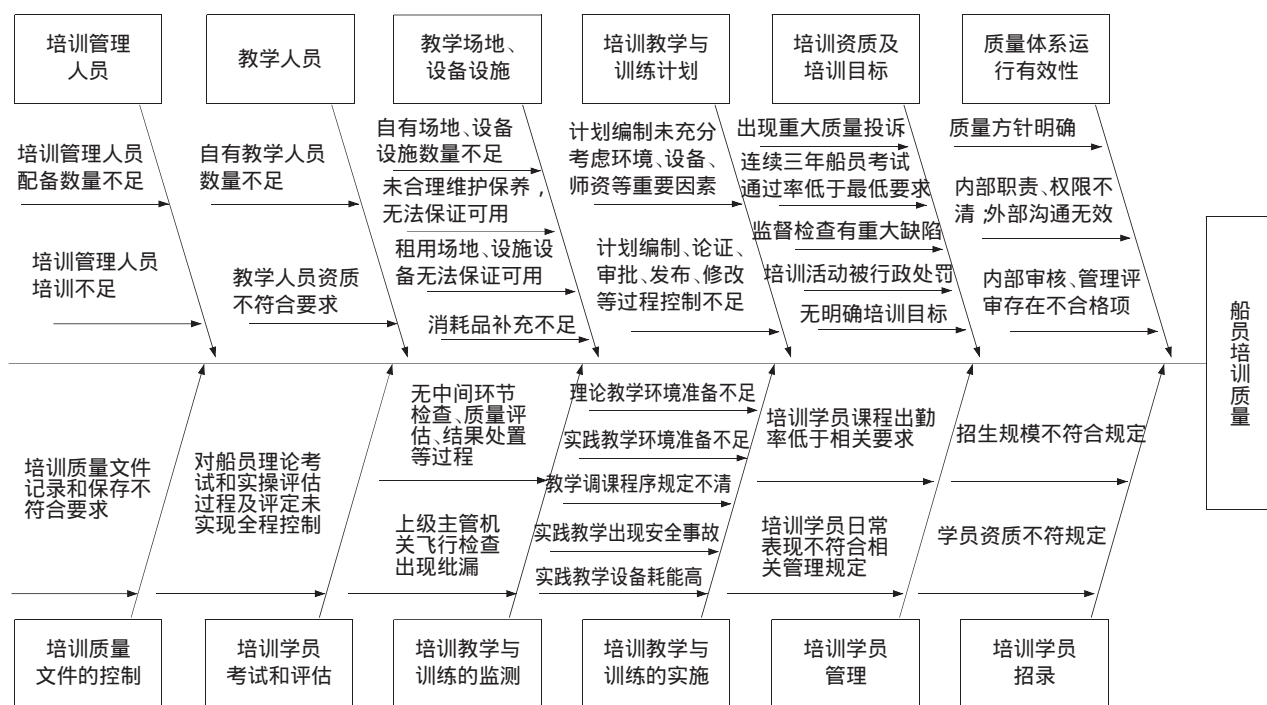 培训管理
人员
教学人员
教学场地、
设备设施
培训教学与
训练计划
培训资质及
培训目标
质量体系运
行有效性
培训管理人员
配备数量不足
培训管理人员
培训不足
自有教学人员
数量不足
教学人员资质
不符合要求
自有场地、设备
设施数量不足
未合理维护保养，
无法保证可用
租用场地、设施设
备无法保证可用
消耗品补充不足
计划编制未充分
考虑环境、设备、
师资等重要因素
计划编制、论证、
审批、发布、修改
等过程控制不足
出现重大质量投诉
连续三年船员考试
通过率低于最低要求
监督检查有重大缺陷
培训活动被行政处罚
无明确培训目标
质量方针明确
内部职责、权限不
清；外部沟通无效
内部审核、管理评
审存在不合格项
船员培训质量
培训质量文件
记录和保存不
符合要求
对船员理论考
试和实操评估
过程及评定未
实现全程控制
无中间环节
检查、质量评
估、结果处置
等过程
上级主管机
关飞行检查
出现纰漏
理论教学环境准备不足
实践教学环境准备不足
教学调课程序规定不清
实践教学出现安全事故
实践教学设备耗能高
培训学员课程出勤
率低于相关要求
培训学员日常
表现不符合相
关管理规定
招生规模不符合规定
学员资质不符规定
培训质量
文件的控制
培训学员
考试和评估
培训教学与
训练的监测
培训教学与
训练的实施
培训学员
管理
培训学员
招录